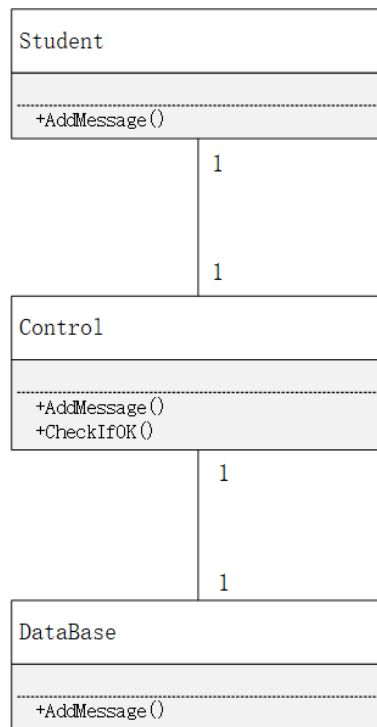 Student
+AddMessage()
1
1
Control
+AddMessage()
+CheckIfOK()
1
1
DataBase
+AddMessage()